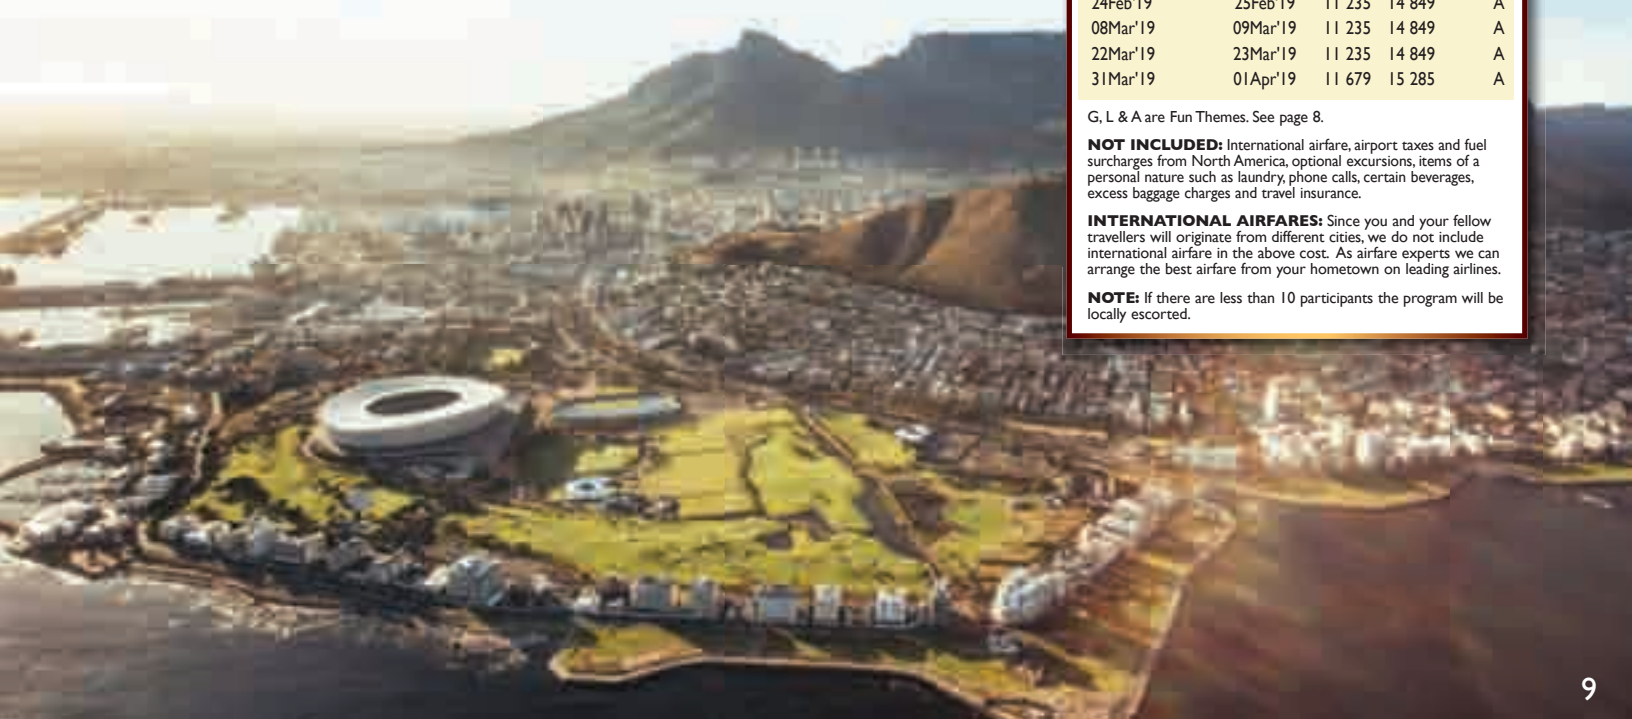 24Feb'19 25Feb'19 11 235 14 849 A
08Mar'19 09Mar'19 11 235 14 849 A
22Mar'19 23Mar'19 11 235 14 849 A
31Mar'19 01Apr'19 11 679 15 285 A
G, L & A are Fun Themes. See page 8.
NOT INCLUDED: International airfare, airport taxes and fuel
surcharges from North America, optional excursions, items of a
personal nature such as laundry, phone calls, certain beverages,
excess baggage charges and travel insurance.
INTERNATIONAL AIRFARES: Since you and your fellow
travellers will originate from different cities, we do not include
international airfare in the above cost. As airfare experts we can
arrange the best airfare from your hometown on leading airlines.
NOTE: If there are less than 10 participants the program will be
locally escorted.
9